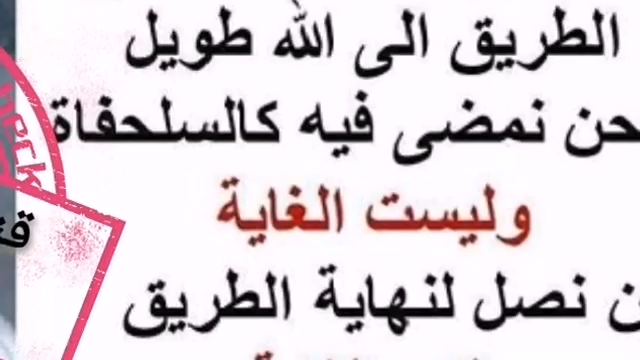 الطريق الى الله طويل
نمضى فيه كالسلحفاة
وليست الغاية
نصل لنهاية الطريق